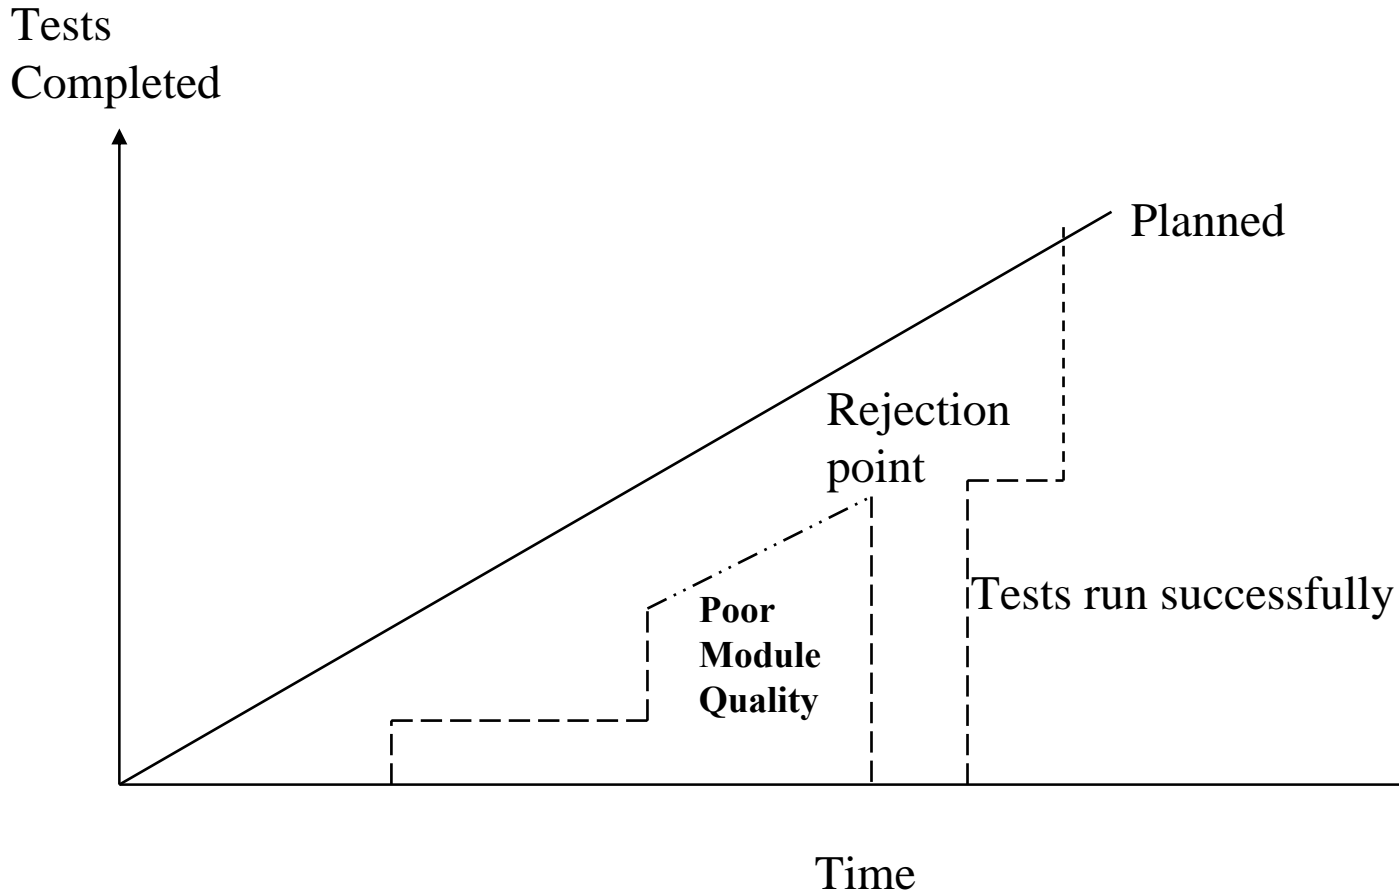 Tests
Completed
Planned
Rejection
point
Tests run successfully
Poor
Module
Quality
Time